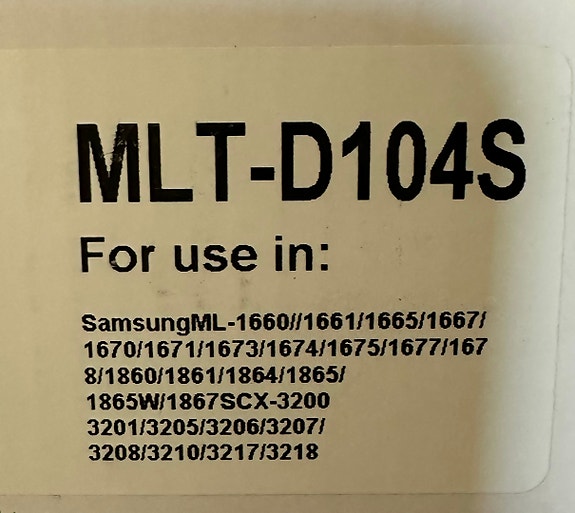 MLT-D104S
For use in:
SamsungML-1660//1661/1665/1667/
1670/1671/1673/1674/1675/1677/167
8/1860/1861/1864/1865/
1865W/1867SCX-3200
3201/3205/3206/3207/
3208/3210/3217/3218